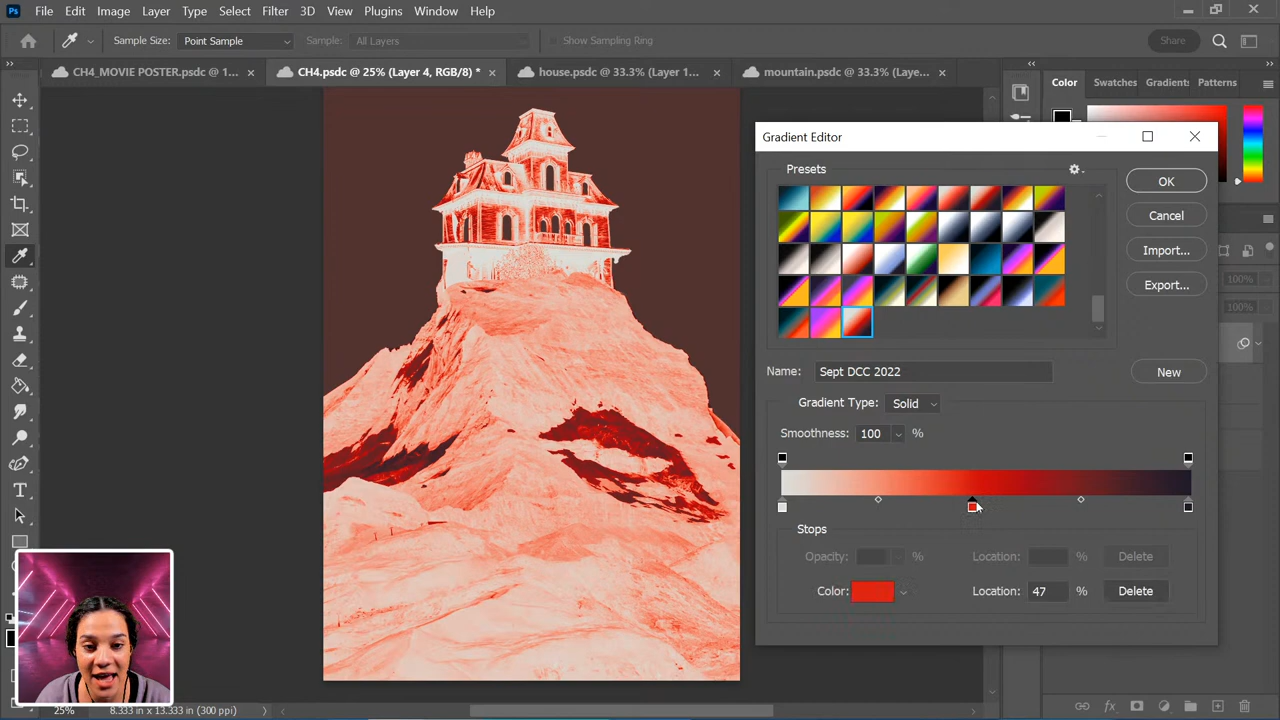 Ps File Edit Image Layer Type Select Filter 3D View Plugins Window Help
Sample Size: Point Sample Sample: All Layers Show Sampling Ring Share
CH4_MOVIE POSTER.psdc @ 1... × CH4.psdc @ 25% (Layer 4, RGB/8) * × house.psdc @ 33.3% (Layer 1... × mountain.psdc @ 33.3% (Laye... ×
Color Swatches Gradient: Patterns
Gradient Editor
Presets
OK
Cancel
Import...
Export...
100%
100%
Name: Sept DCC 2022 New
Gradient Type: Solid
Smoothness: 100 %
Stops
Opacity: % Location: % Delete
Color: Location: 47 % Delete
25% 8.333 in x 13.333 in (300 ppi)